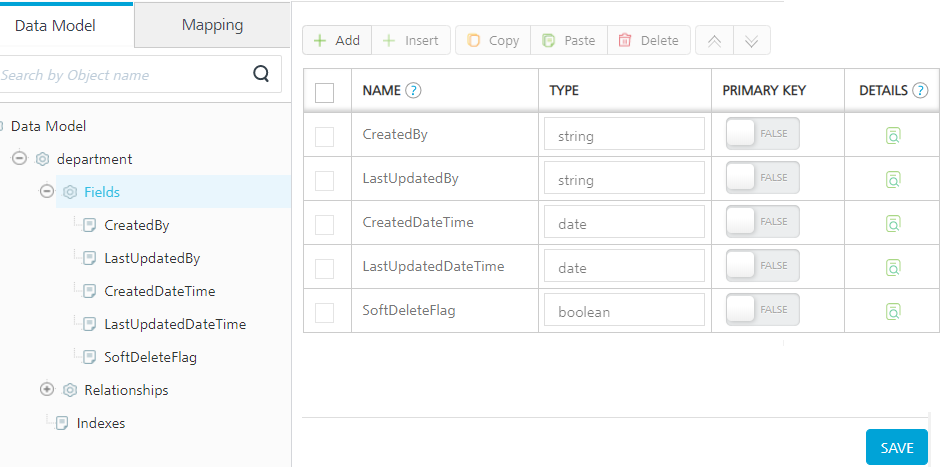 Data Model
Mapping
Search by Object name
Data Model
department
Fields
CreatedBy
LastUpdatedBy
CreatedDateTime
LastUpdatedDateTime
SoftDeleteFlag
Relationships
Indexes
Add Insert Copy Paste Delete
NAME ? TYPE PRIMARY KEY DETAILS ?
CreatedBy string FALSE
LastUpdatedBy string FALSE
CreatedDateTime date FALSE
LastUpdatedDateTime date FALSE
SoftDeleteFlag boolean FALSE
SAVE